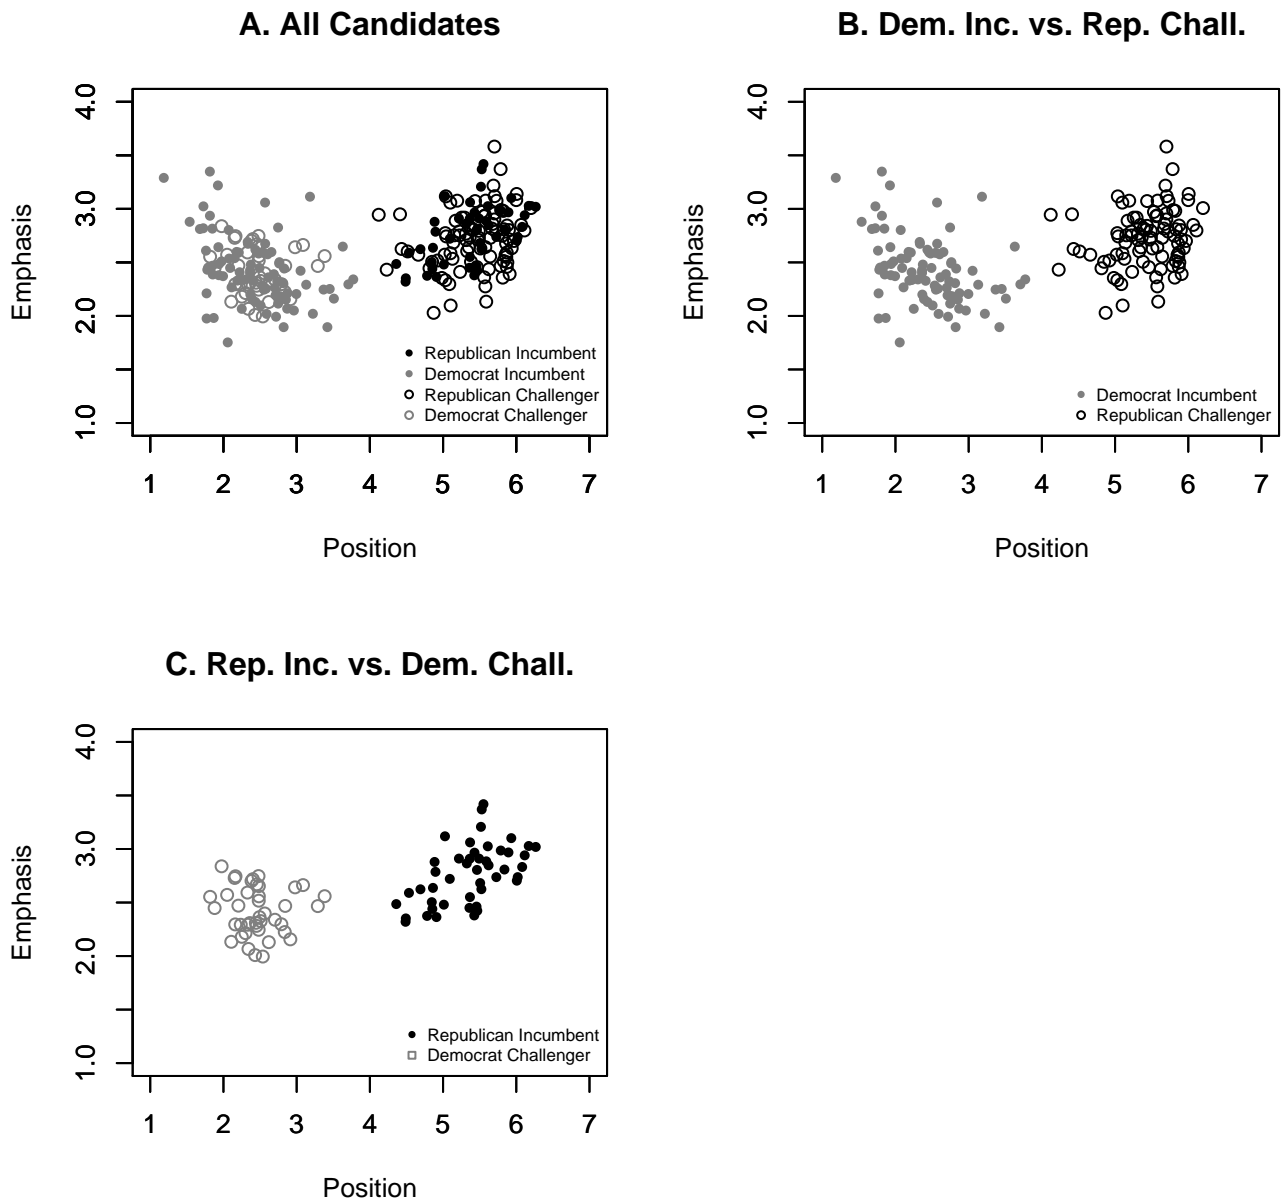 A. All Candidates
Emphasis
4.0
3.0
2.0
1.0
Republican Incumbent
Democrat Incumbent
Republican Challenger
Democrat Challenger
1 2 3 4 5 6 7
Position
B. Dem. Inc. vs. Rep. Chall.
Emphasis
4.0
3.0
2.0
1.0
Democrat Incumbent
Republican Challenger
1 2 3 4 5 6 7
Position
C. Rep. Inc. vs. Dem. Chall.
Emphasis
4.0
3.0
2.0
1.0
Republican Incumbent
Democrat Challenger
1 2 3 4 5 6 7
Position